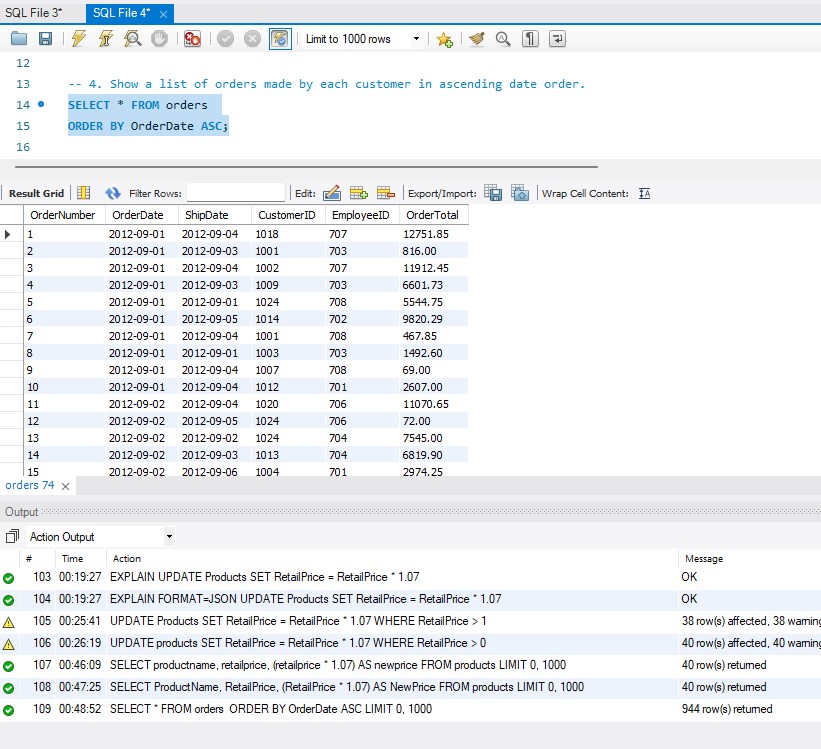 SQL File 3* SQL File 4*
Limit to 1000 rows
12
13 -- 4. Show a list of orders made by each customer in ascending date order.
14 SELECT * FROM orders
15 ORDER BY OrderDate ASC;
16
Result Grid Filter Rows: Edit: Export/Import: Wrap Cell Content: IA
OrderNumber OrderDate ShipDate CustomerID EmployeeID OrderTotal
1 2012-09-01 2012-09-04 1018 707 12751.85
2 2012-09-01 2012-09-03 1001 703 816.00
3 2012-09-01 2012-09-04 1002 707 11912.45
4 2012-09-01 2012-09-03 1009 703 6601.73
5 2012-09-01 2012-09-01 1024 708 5544.75
6 2012-09-01 2012-09-05 1014 702 9820.29
7 2012-09-01 2012-09-04 1001 708 467.85
8 2012-09-01 2012-09-01 1003 703 1492.60
9 2012-09-01 2012-09-04 1007 708 69.00
10 2012-09-01 2012-09-04 1012 701 2607.00
11 2012-09-02 2012-09-04 1020 706 11070.65
12 2012-09-02 2012-09-05 1024 706 72.00
13 2012-09-02 2012-09-02 1024 704 7545.00
14 2012-09-02 2012-09-03 1013 704 6819.90
15 2012-09-02 2012-09-06 1004 701 2974.25
orders 74
Output
Action Output
# Time Action Message
103 00:19:27 EXPLAIN UPDATE Products SET RetailPrice = RetailPrice * 1.07 OK
104 00:19:27 EXPLAIN FORMAT=JSON UPDATE Products SET RetailPrice = RetailPrice * 1.07 OK
105 00:25:41 UPDATE Products SET RetailPrice = RetailPrice * 1.07 WHERE RetailPrice > 1 38 row(s) affected, 38 warning
106 00:26:19 UPDATE products SET RetailPrice = RetailPrice * 1.07 WHERE RetailPrice > 0 40 row(s) affected, 40 warning
107 00:46:09 SELECT productname, retailprice, (retailprice * 1.07) AS newprice FROM products LIMIT 0, 1000 40 row(s) returned
108 00:47:25 SELECT ProductName, RetailPrice, (RetailPrice * 1.07) AS NewPrice FROM products LIMIT 0, 1000 40 row(s) returned
109 00:48:52 SELECT * FROM orders ORDER BY OrderDate ASC LIMIT 0, 1000 944 row(s) returned